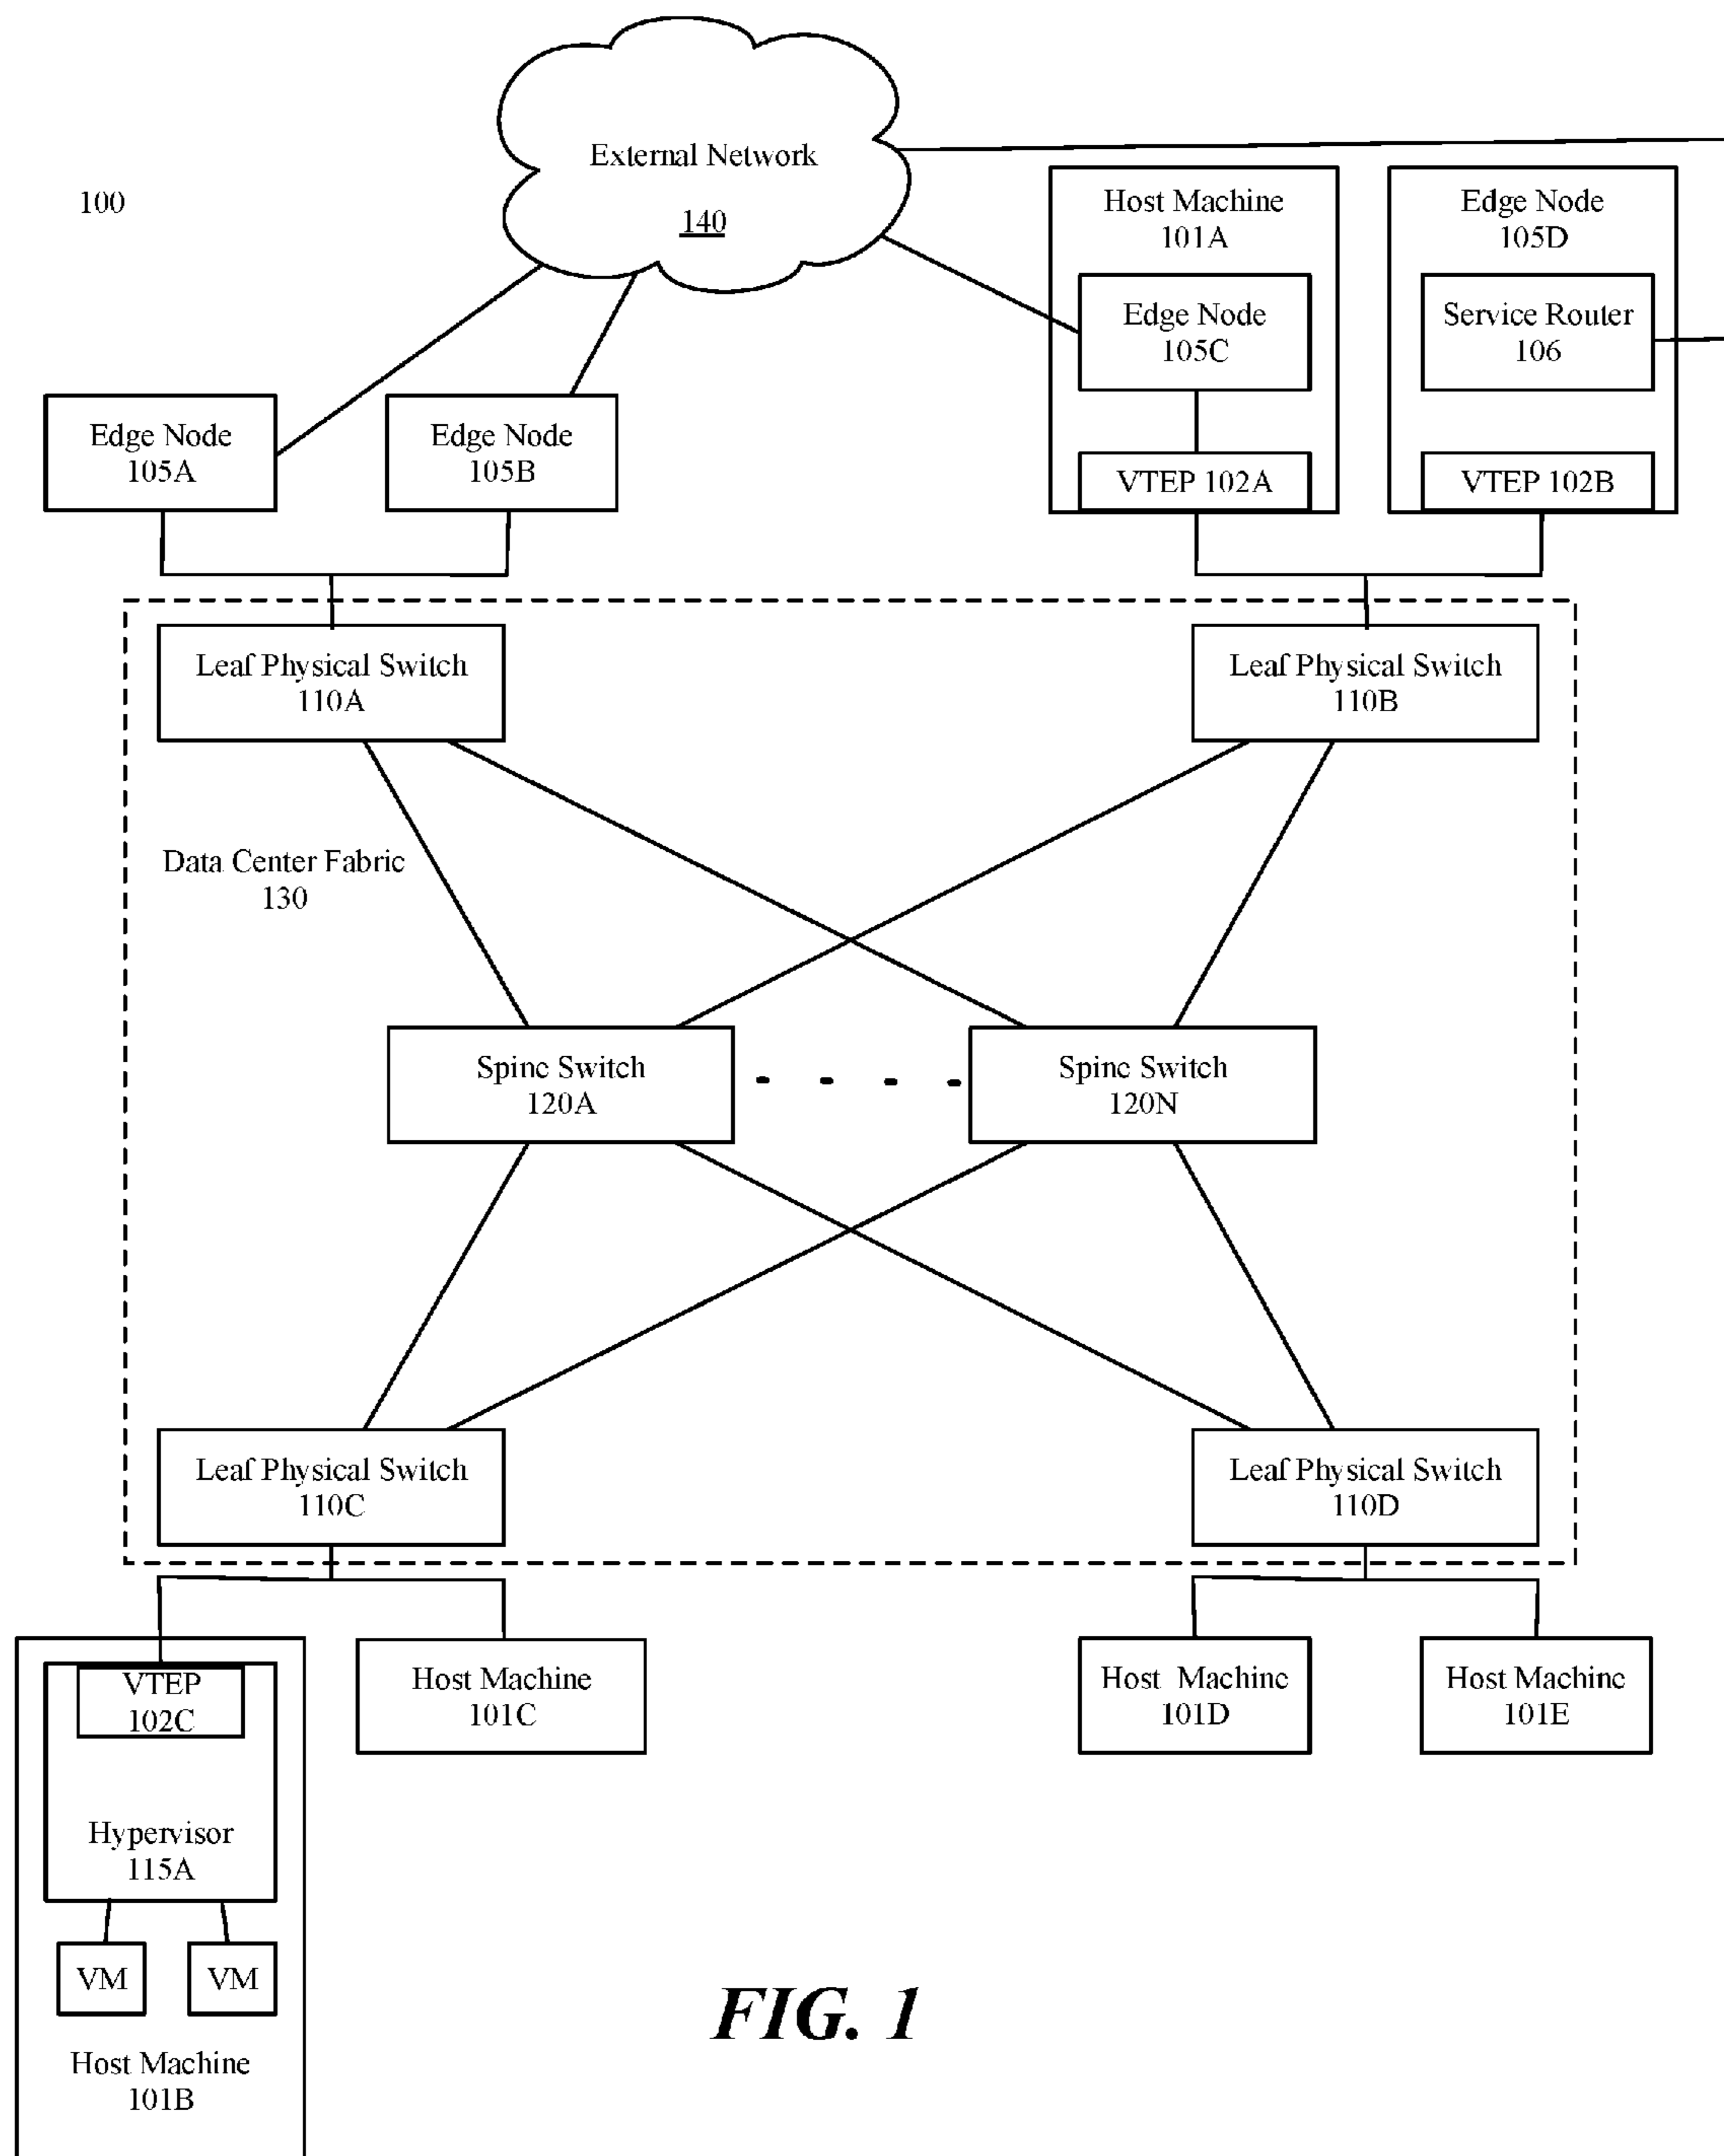 External Network
140
100
Host Machine
101A
Edge Node
105D
Edge Node
105C
Service Router
106
Edge Node
105A
Edge Node
105B
VTEP 102A
VTEP 102B
Leaf Physical Switch
110A
Leaf Physical Switch
110B
Data Center Fabric
130
Spine Switch
120A
Spine Switch
120N
Leaf Physical Switch
110C
Leaf Physical Switch
110D
VTEP
102C
Host Machine
101C
Host Machine
101D
Host Machine
101E
Hypervisor
115A
VM
VM
Host Machine
101B
FIG. 1